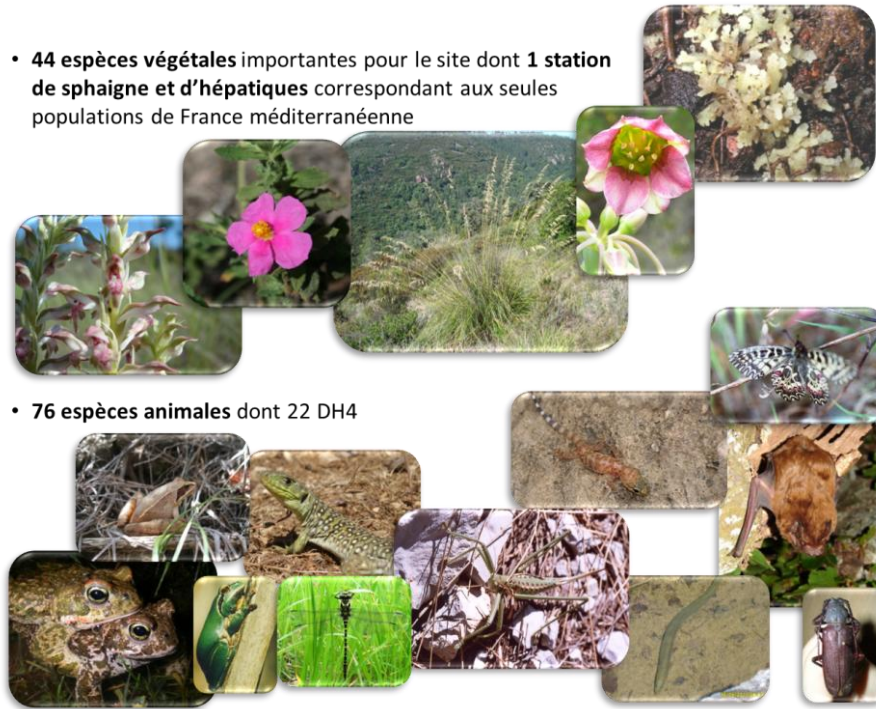 • 44 espèces végétales importantes pour le site dont 1 station
de sphaigne et d’hépatiques correspondant aux seules
populations de France méditerranéenne
• 76 espèces animales dont 22 DH4